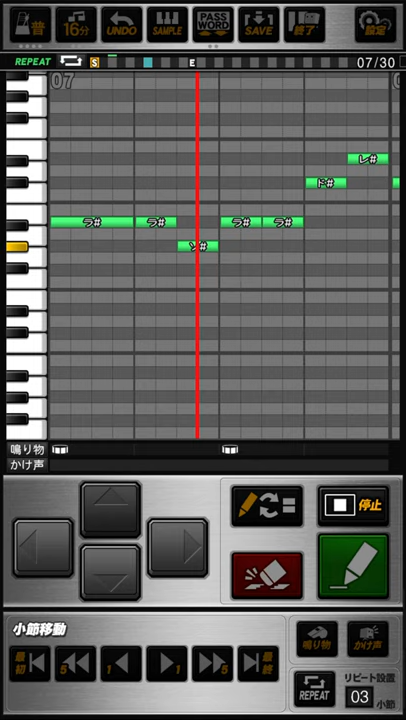 普 16分 UNDO SAMPLE PASS WORD SAVE 終了 設定
REPEAT S E 07/30
07
レ#
ド#
ラ# ラ# ラ# ラ#
ソ#
鳴り物
かけ声
停止
小節移動
最初 5 1 1 5 最終
鳴り物 かけ声
リピート設置
REPEAT 03 小節